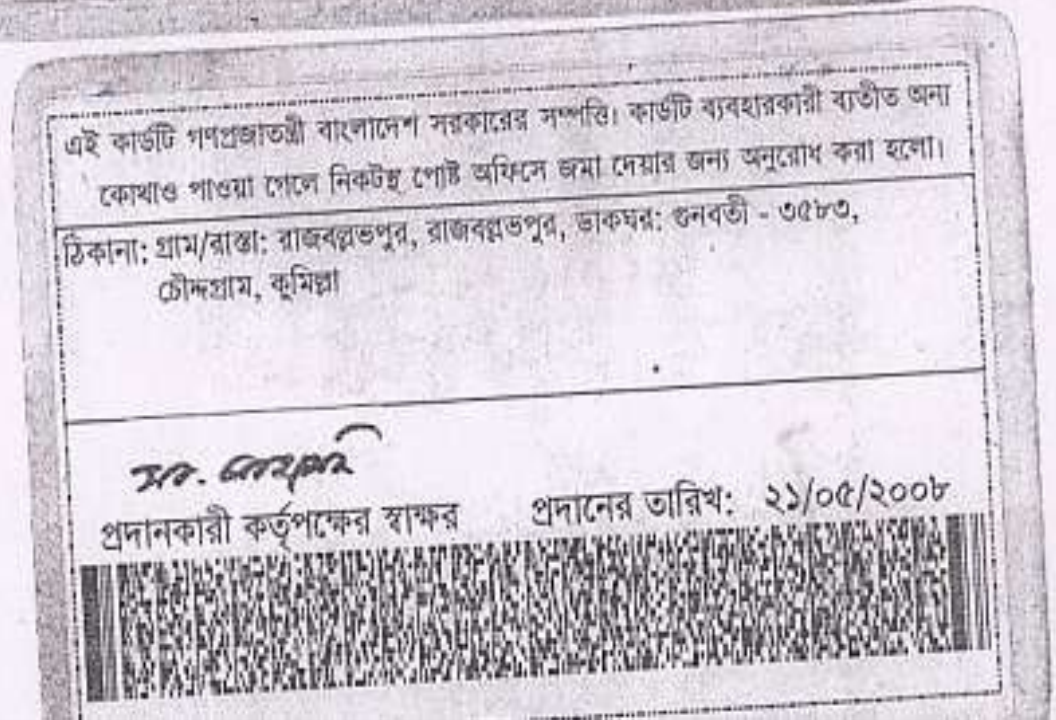 এই কার্ডটি গণপ্রজাতন্ত্রী বাংলাদেশ সরকারের সম্পত্তি। কার্ডটি ব্যবহারকারী ব্যতীত অন্য
কোথাও পাওয়া গেলে নিকটস্থ পোষ্ট অফিসে জমা দেয়ার জন্য অনুরোধ করা হলো।
ঠিকানা: গ্রাম/রাস্তা: রাজবল্লভপুর, রাজবল্লভপুর, ডাকঘর: গুনবতী - ৩৫৮৩,
চৌদ্দগ্রাম, কুমিল্লা
প্রদানকারী কর্তৃপক্ষের স্বাক্ষর প্রদানের তারিখ: ২১/০৫/২০০৮